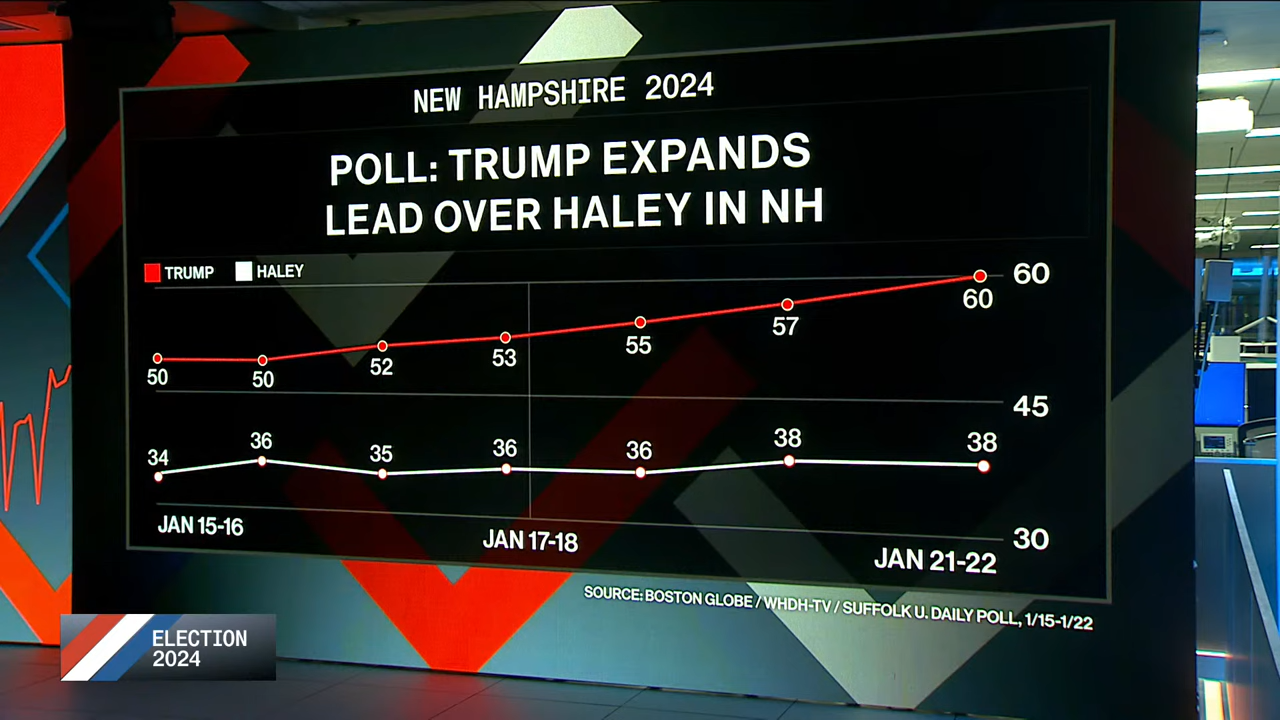 NEW HAMPSHIRE 2024
POLL: TRUMP EXPANDS
LEAD OVER HALEY IN NH
TRUMP HALEY
60
60
57
55
53
52
50
50
45
34
36
35
36
36
38
38
30
JAN 15-16
JAN 17-18
JAN 21-22
SOURCE: BOSTON GLOBE / WHDH-TV / SUFFOLK U. DAILY POLL, 1/15-1/22
ELECTION
2024